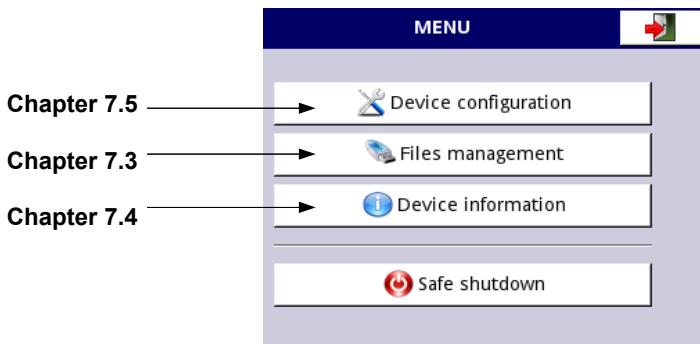 MENU
Chapter 7.5
Device configuration
Chapter 7.3
Files management
Chapter 7.4
Device information
Safe shutdown